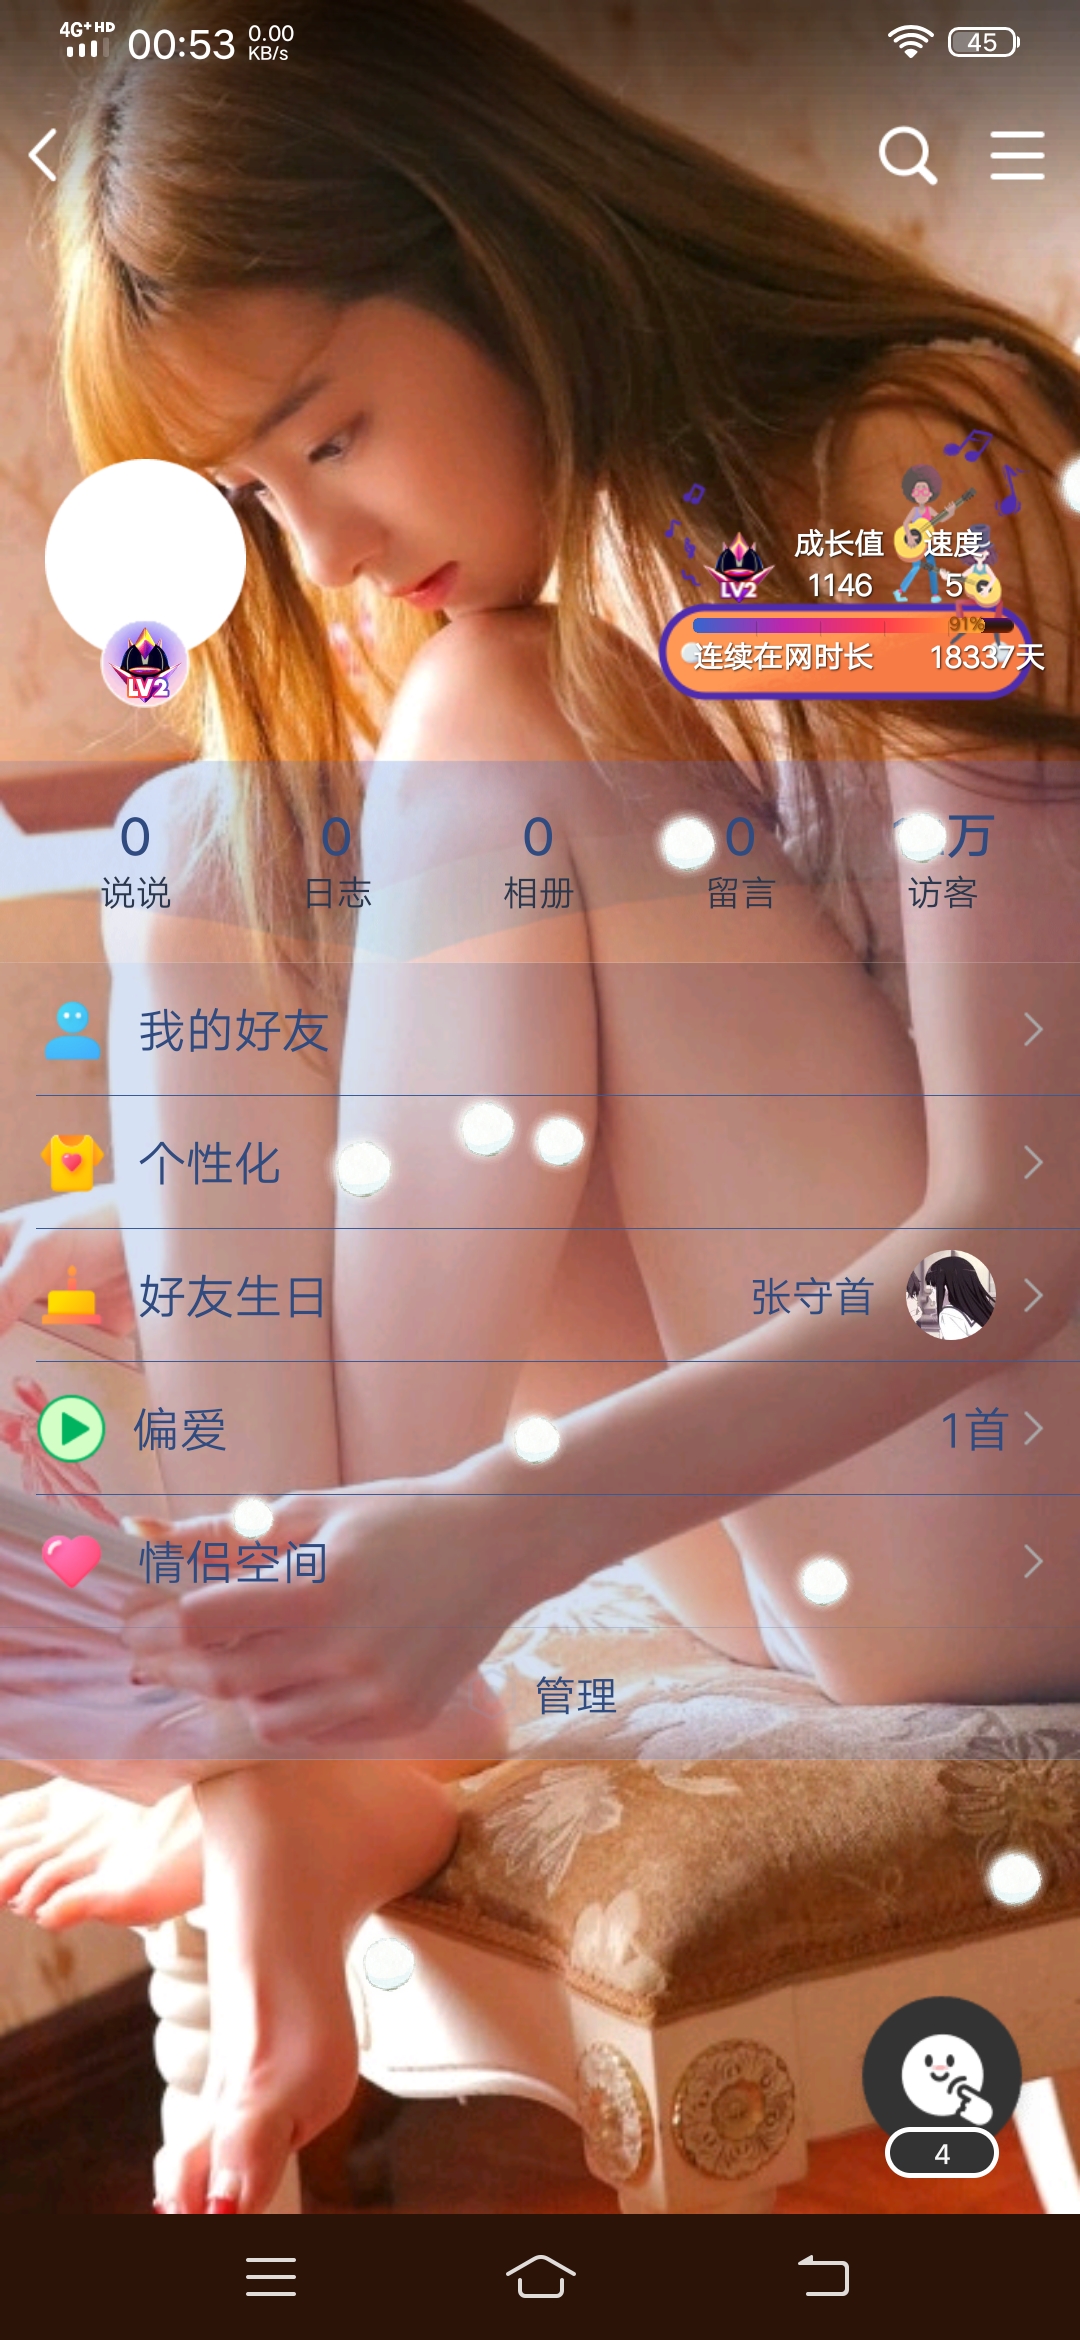 4G+ HD 00:53 0.00 KB/s 45
成长值 速度
LV2 1146 5
91%
连续在网时长 18337天
LV2
0 0 0 0 万
说说 日志 相册 留言 访客
我的好友
个性化
好友生日 张守首
偏爱 1首
情侣空间
管理
4